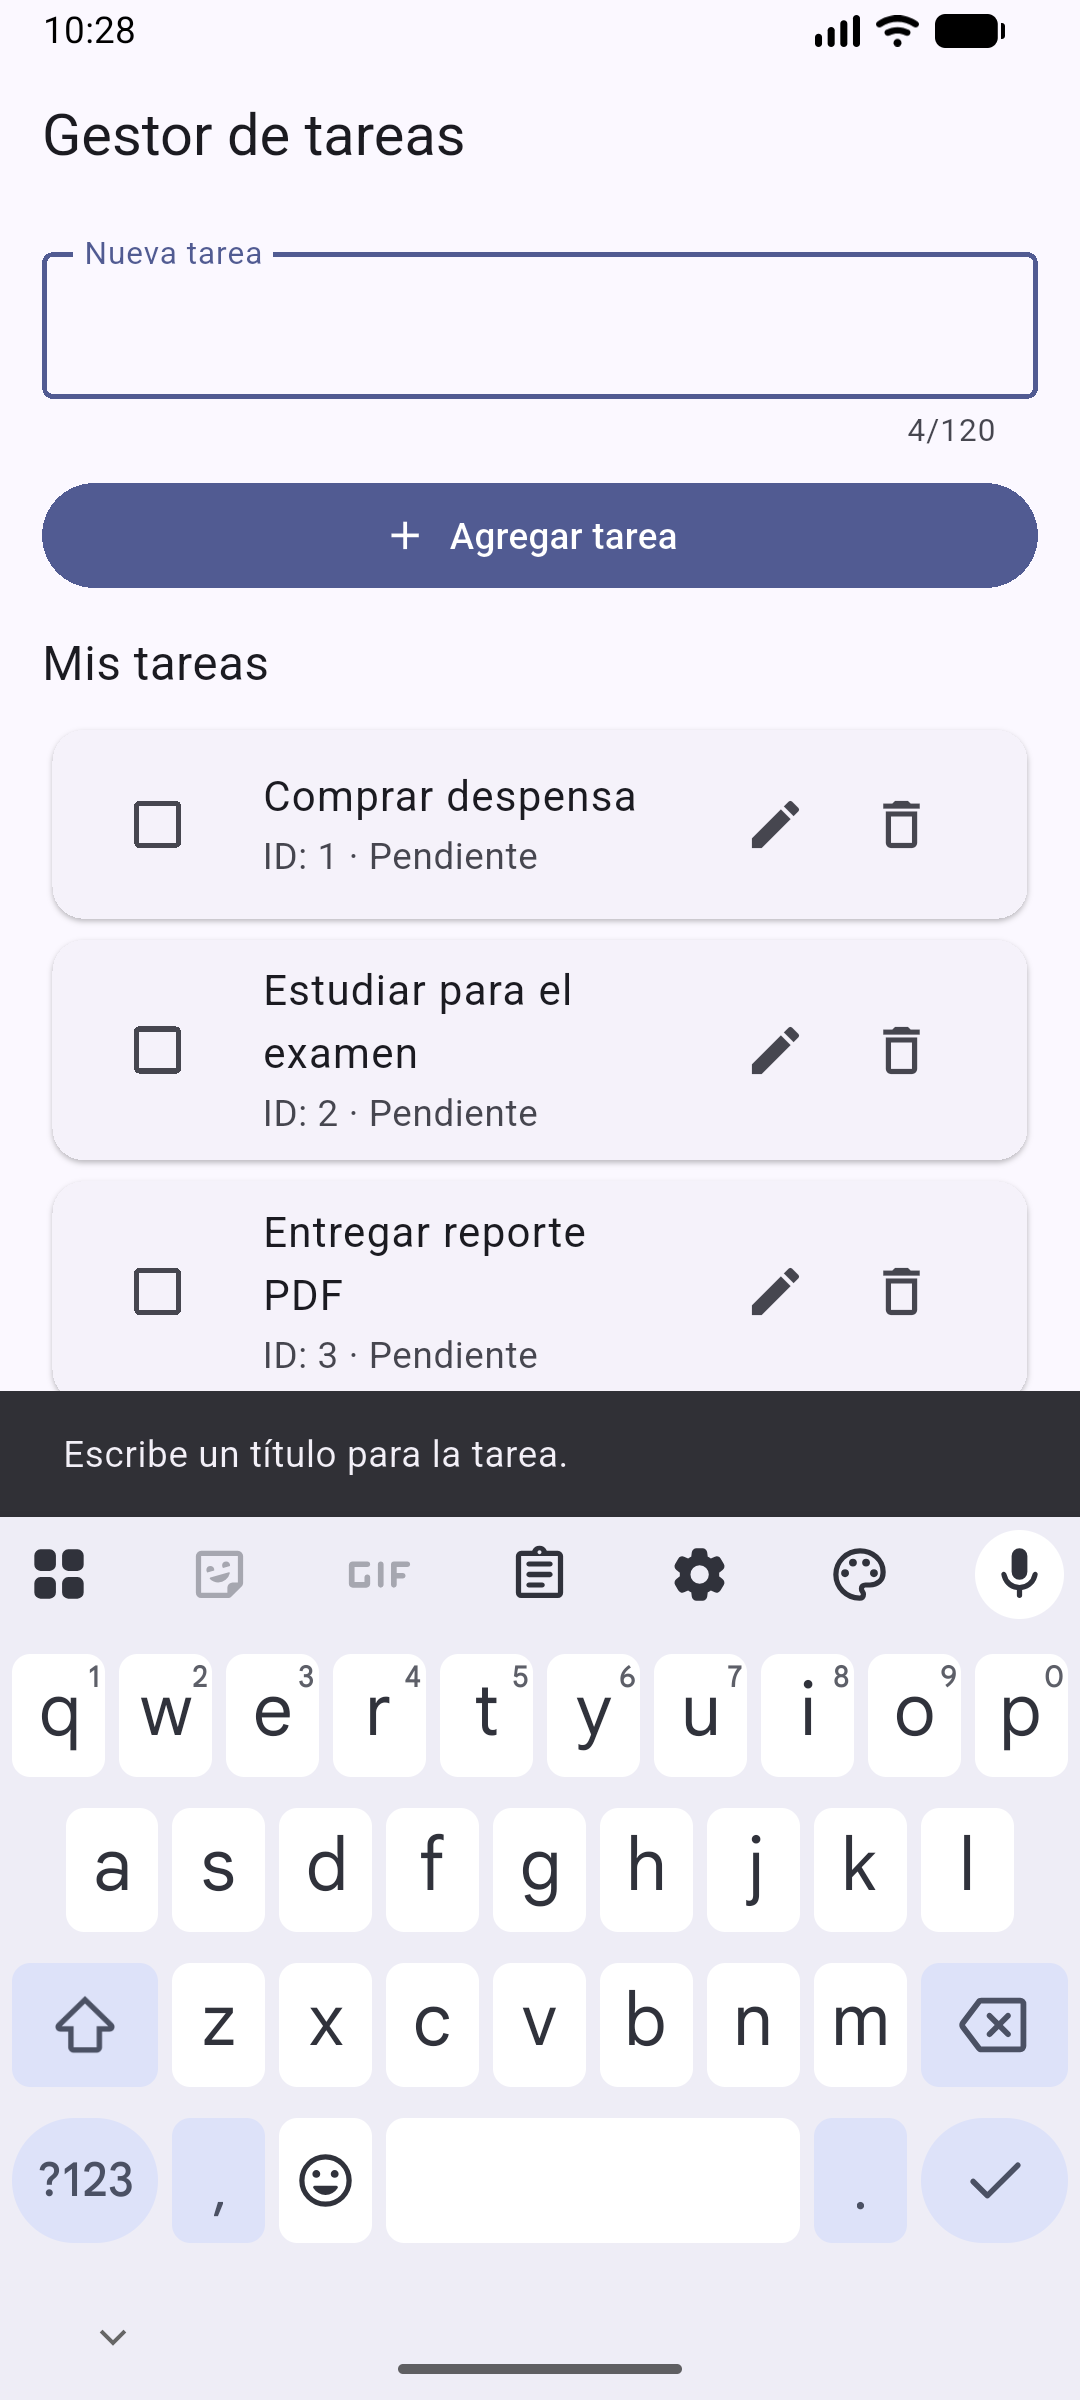 10:28
Gestor de tareas
Nueva tarea
4/120
Agregar tarea
Mis tareas
Comprar despensa
ID: 1 · Pendiente
Estudiar para el
examen
ID: 2 · Pendiente
Entregar reporte
PDF
ID: 3 · Pendiente
Escribe un título para la tarea.
GIF
q 1 w 2 e 3 r 4 t 5 y 6 u 7 i 8 o 9 p 0
a s d f g h j k l
z x c v b n m
?123 , .